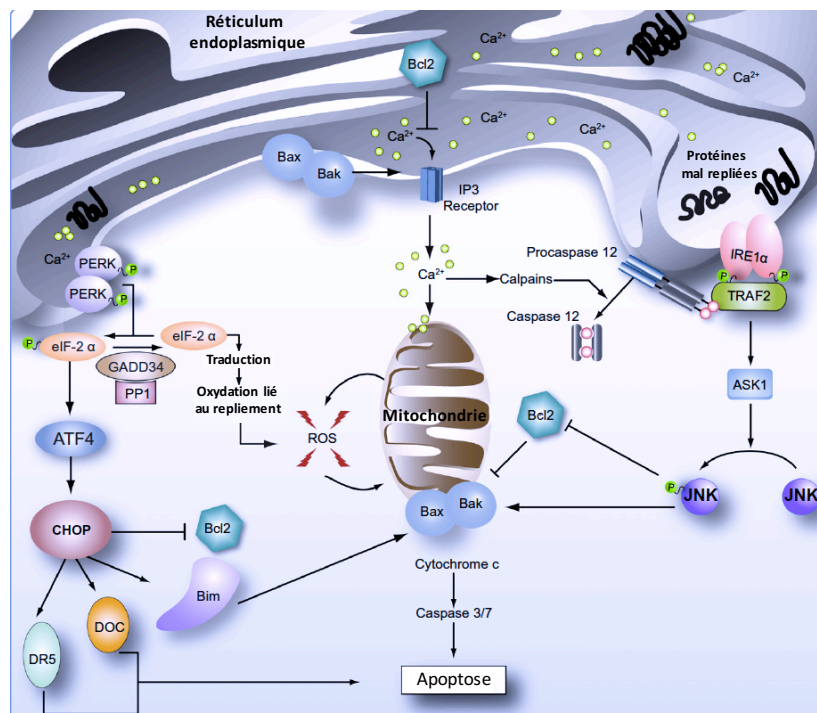 Réticulum
endoplasmique
Bcl2
Ca²⁺
Ca²⁺
Ca²⁺
Ca²⁺
Ca²⁺
Bax
Bak
IP3
Receptor
Protéines
mal repliées
Ca²⁺
PERK
P
PERK
P
Ca²⁺
Calpains
Procaspase 12
Caspase 12
IRE1α
P
P
TRAF2
P
eIF-2 α
eIF-2 α
GADD34
PP1
Traduction
Oxydation lié
au repliement
ROS
Mitochondrie
Bcl2
ASK1
ATF4
P
JNK
JNK
Bax
Bak
CHOP
Bcl2
Bim
Cytochrome c
DOC
Caspase 3/7
DR5
Apoptose